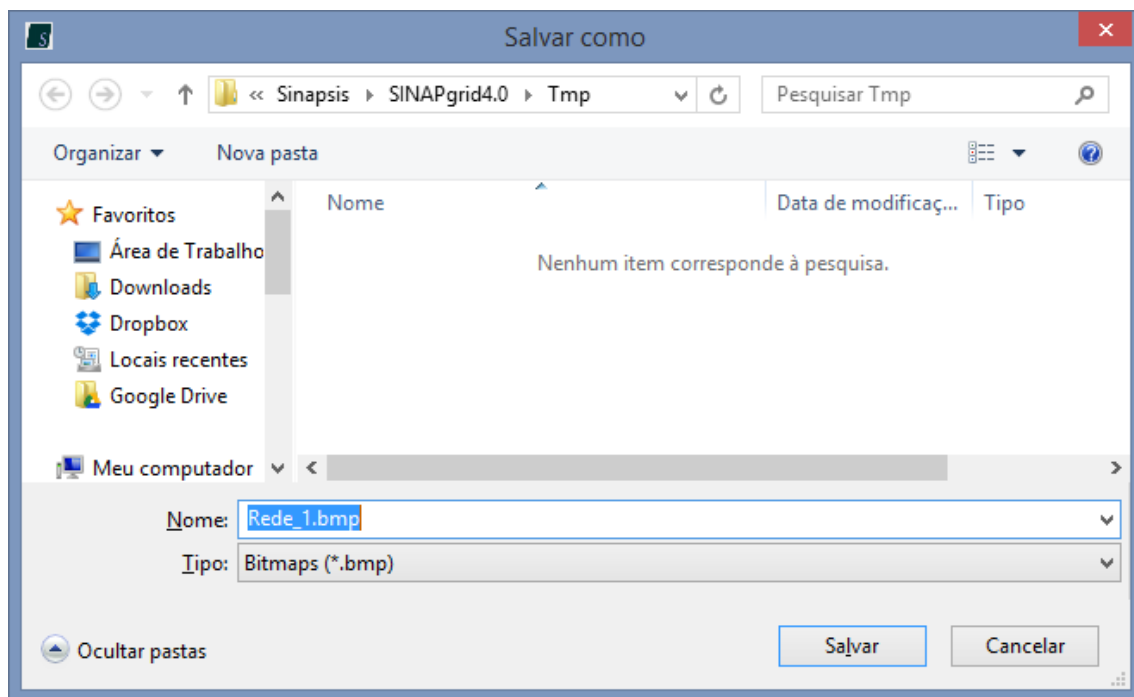 Salvar como
« Sinapsis ▸ SINAPgrid4.0 ▸ Tmp
Pesquisar Tmp
Organizar
Nova pasta
Nome
Data de modificaç...
Tipo
Nenhum item corresponde à pesquisa.
Favoritos
Área de Trabalho
Downloads
Dropbox
Locais recentes
Google Drive
Meu computador
Nome: Rede_1.bmp
Tipo: Bitmaps (*.bmp)
Ocultar pastas
Salvar
Cancelar